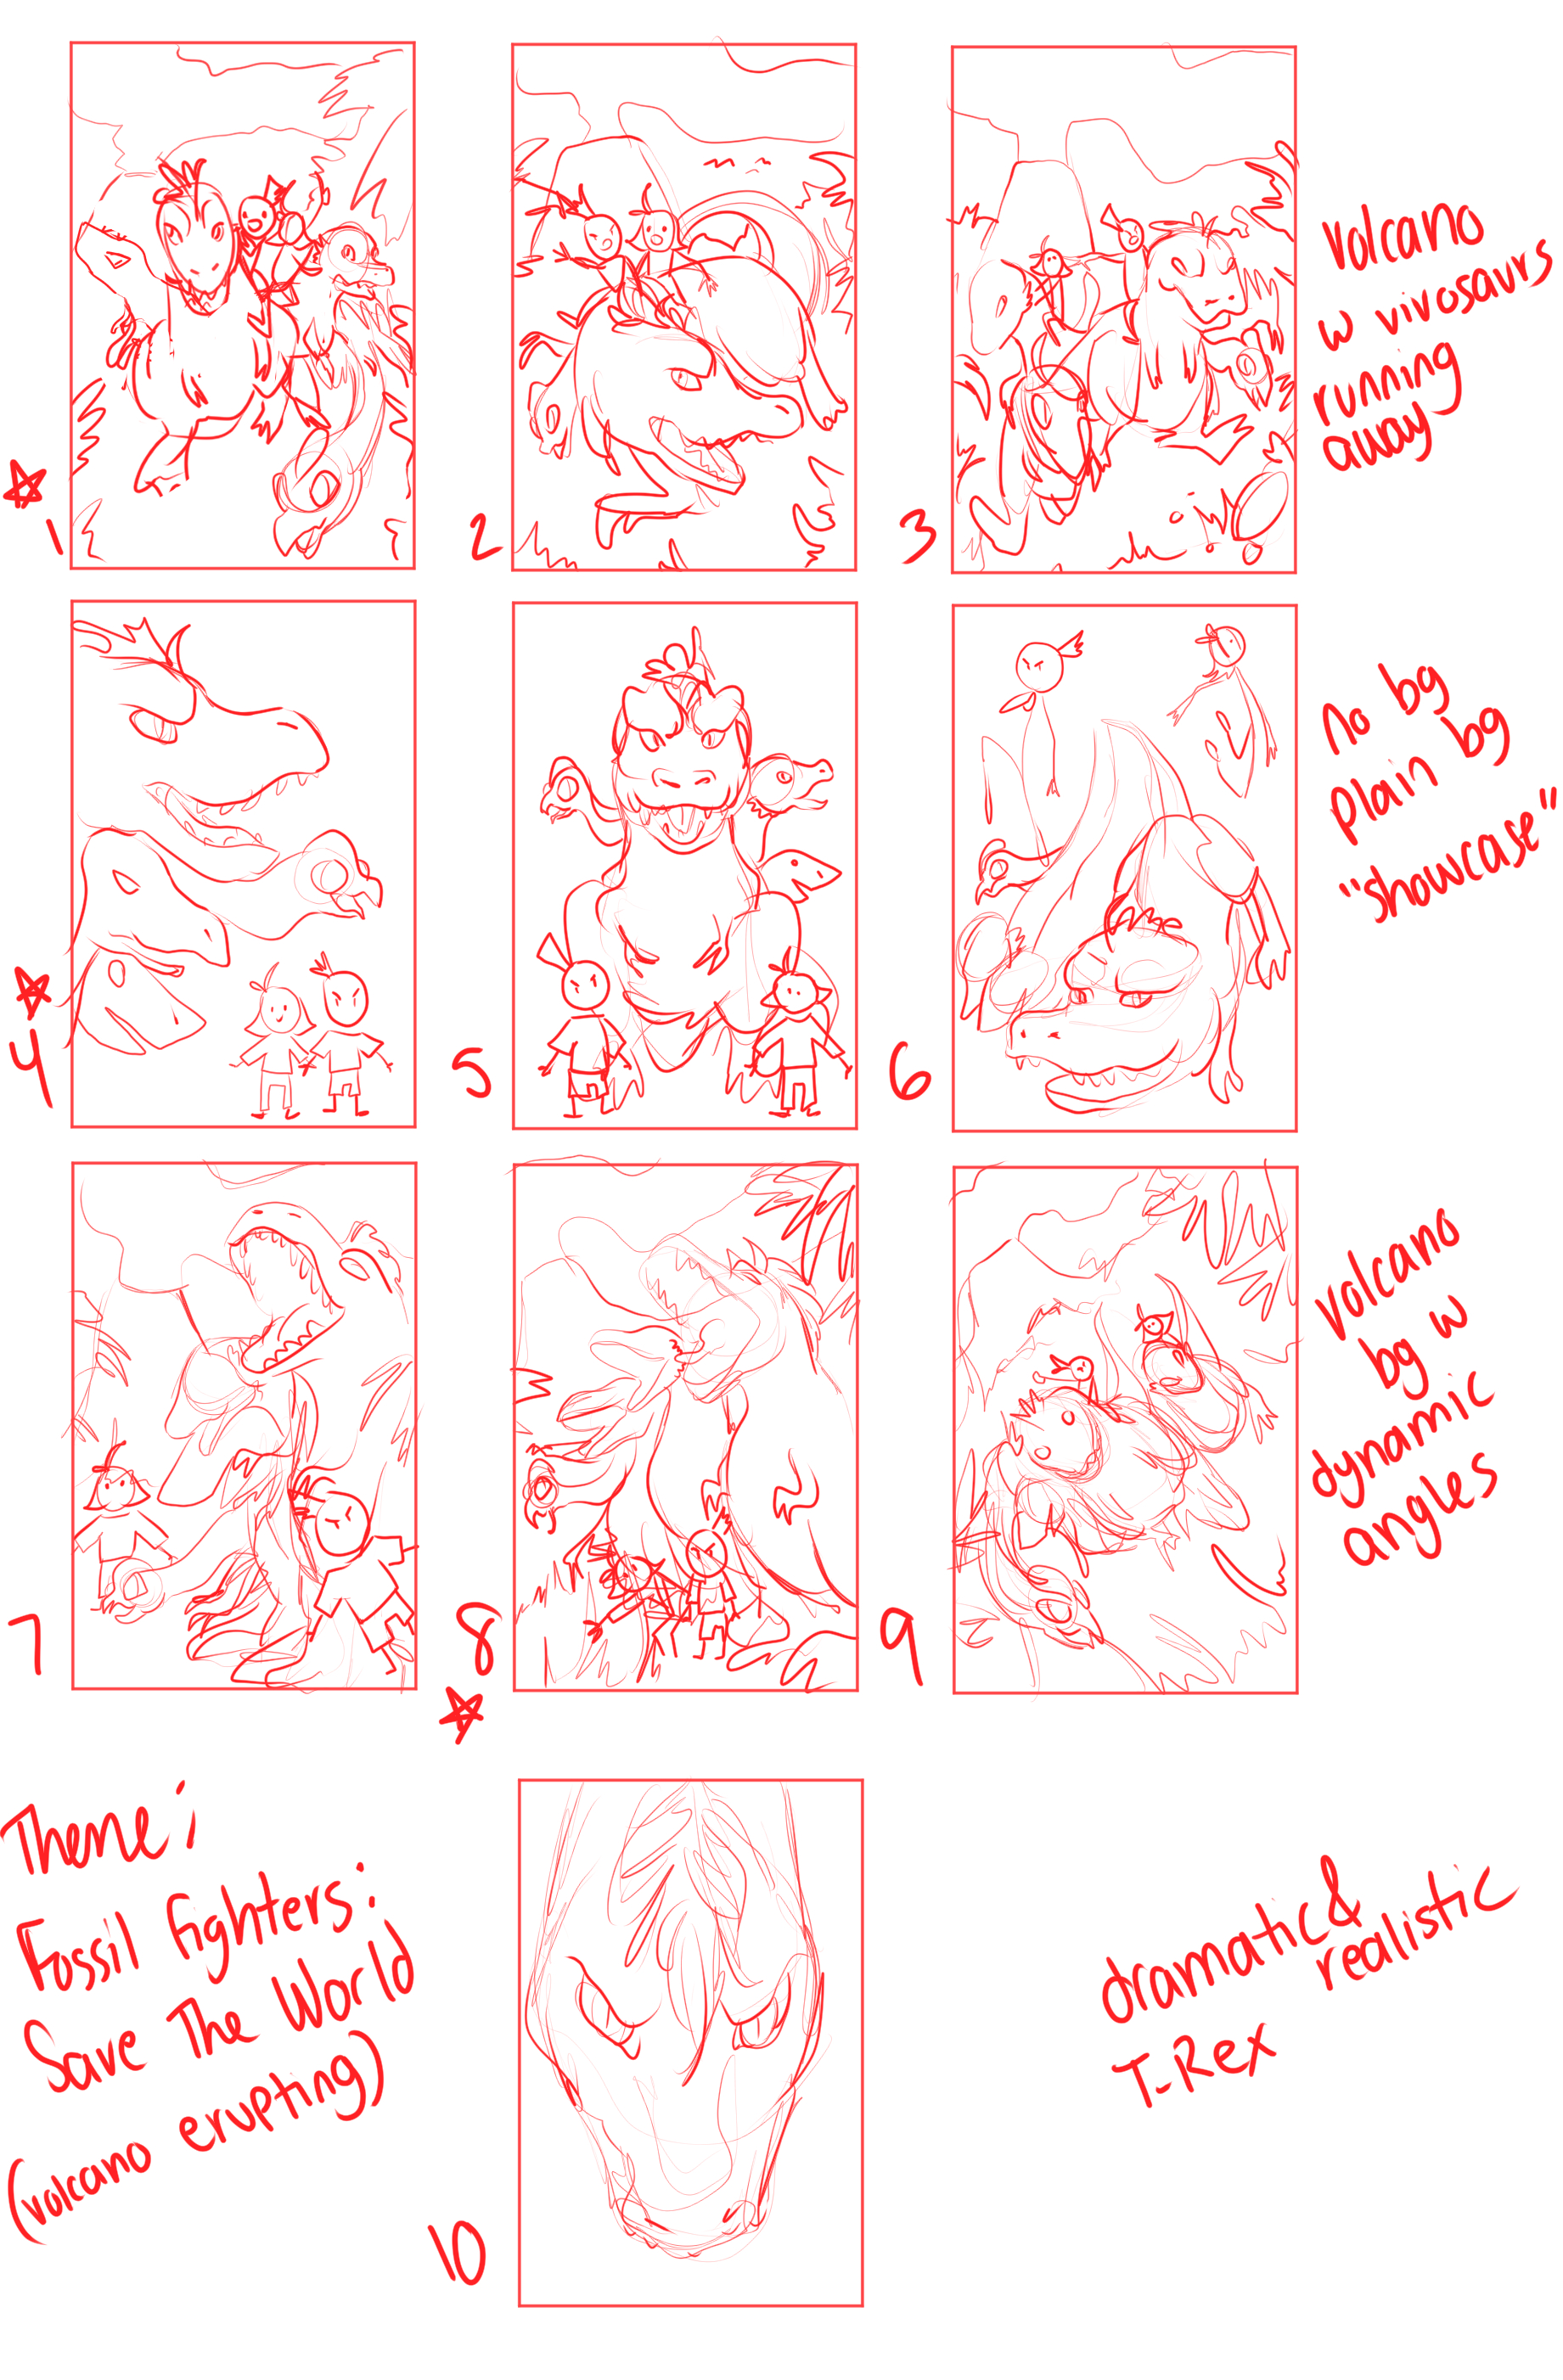 1
2
3
Volcano
w vivosaurs
running
away
4
5
6
no bg
plain bg
"showcase"
7
8
9
Volcano
bg w
dynamic
angles
Theme:
Fossil Fighters:
Save The World
(volcano erupting)
10
dramatic &
realistic
T-Rex